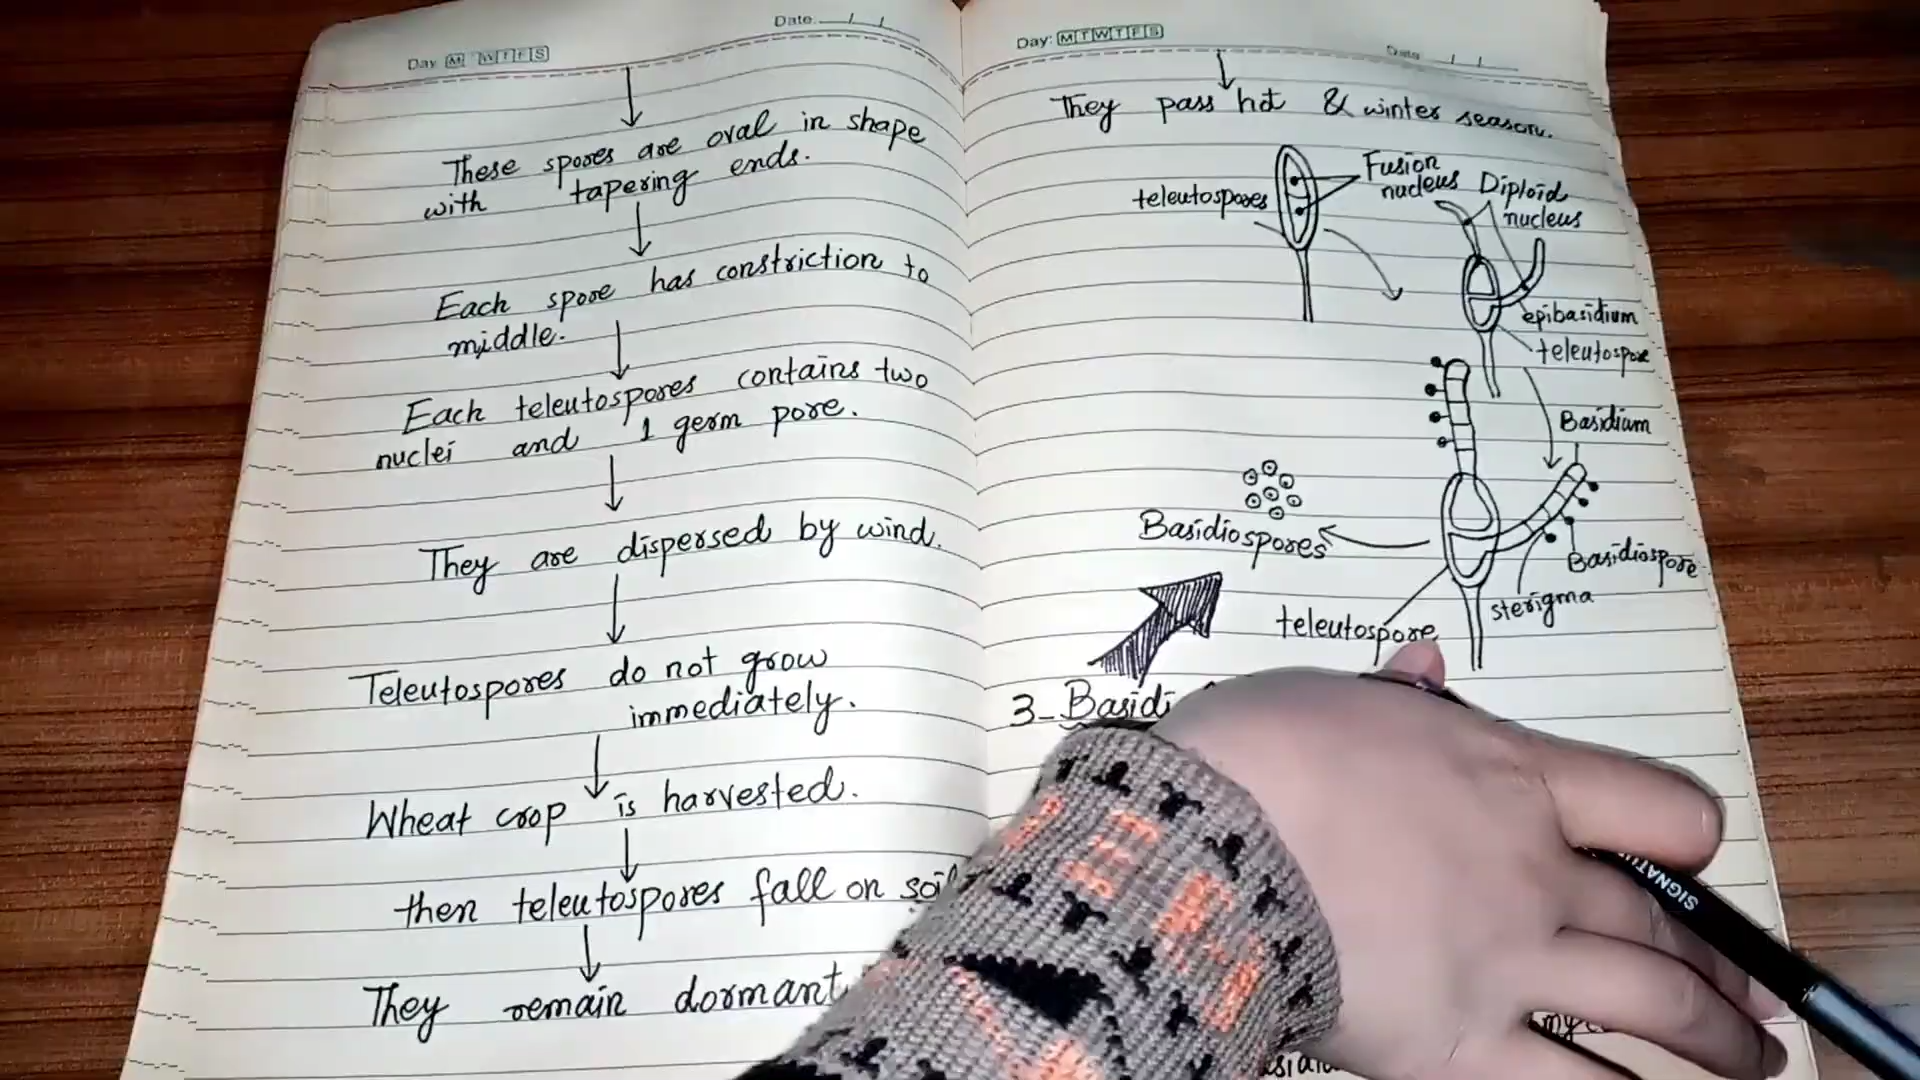 Day M W T F S
Date. / /
These spores are oval in shape
with tapering ends.
Each spore has constriction to
middle.
Each teleutospores contains two
nuclei and 1 germ pore.
They are dispersed by wind.
Teleutospores do not grow
immediately.
Wheat crop is harvested.
then teleutospores fall on
They remain dormant
Day: M T W T F S
Date / /
They pass hot & winter season.
teleutospores
Fusion
nucleus
Diploid
nucleus
epibasidium
teleutospore
Basidium
Basidiospores
Basidiospore
sterigma
teleutospore
3-
SIGNATU